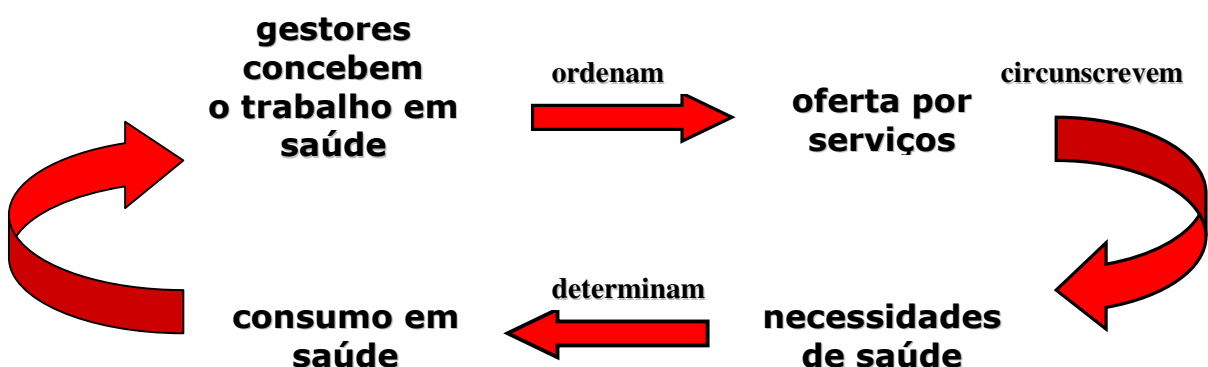 gestores
concebem
o trabalho em
saúde
ordenam
oferta por
serviços
circunscrevem
necessidades
de saúde
determinam
consumo em
saúde